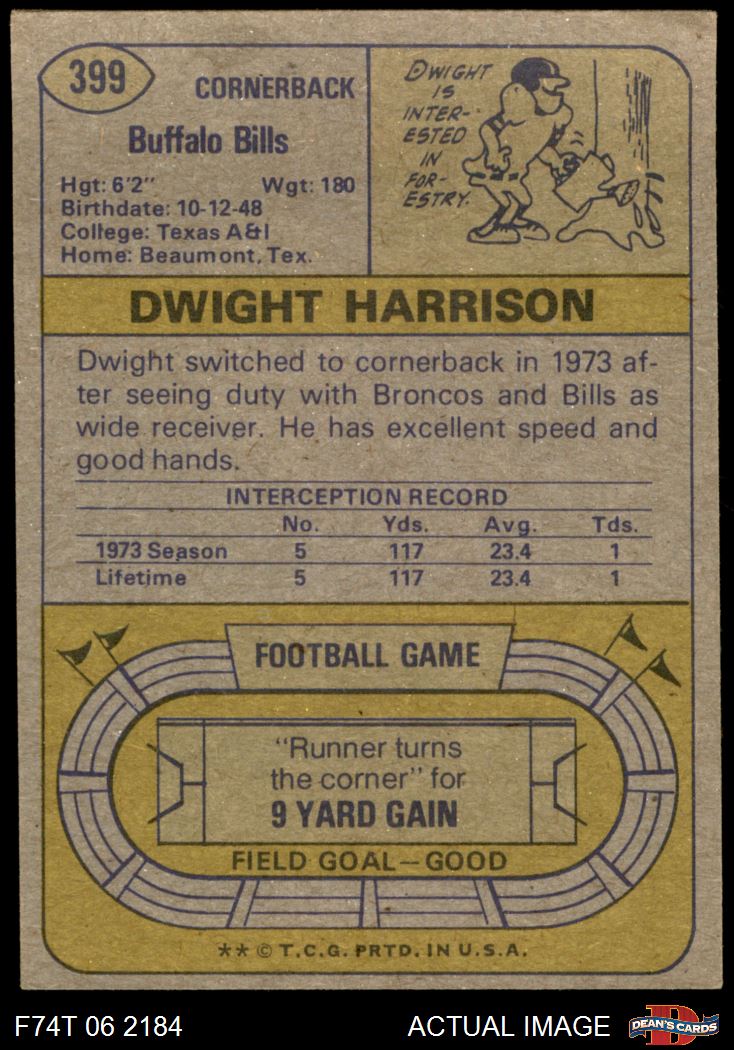 399
CORNERBACK
Buffalo Bills
Hgt: 6'2" Wgt: 180
Birthdate: 10-12-48
College: Texas A&I
Home: Beaumont, Tex.
DWIGHT
IS
INTER-
ESTED
IN
FOR-
ESTRY.
DWIGHT HARRISON
Dwight switched to cornerback in 1973 af-
ter seeing duty with Broncos and Bills as
wide receiver. He has excellent speed and
good hands.
INTERCEPTION RECORD
No. Yds. Avg. Tds.
1973 Season 5 117 23.4 1
Lifetime 5 117 23.4 1
FOOTBALL GAME
"Runner turns
the corner" for
9 YARD GAIN
FIELD GOAL—GOOD
** © T.C.G. PRTD. IN U.S.A.
F74T 06 2184 ACTUAL IMAGE D DEAN'S CARDS